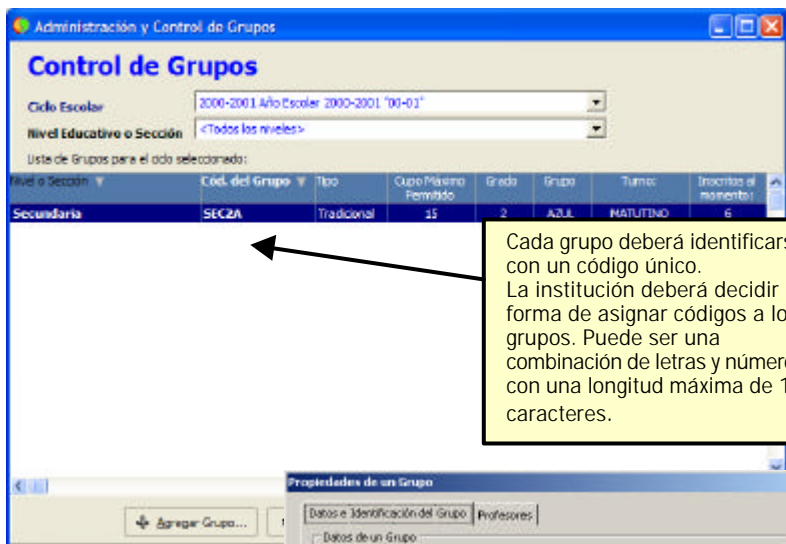 Administración y Control de Grupos
Control de Grupos
Ciclo Escolar
2000-2001 Año Escolar 2000-2001 "00-01"
Nivel Educativo o Sección
<Todos los niveles>
Lista de Grupos para el ciclo seleccionado:
Nivel o Sección Cód. del Grupo Tipo Cupo Máximo Permitido Grado Grupo Turno: Inscritos al momento:
Secundaria SEC2A Tradicional 15 2 AZUL MATUTINO 6
Cada grupo deberá identificars
con un código único.
La institución deberá decidir
forma de asignar códigos a lo
grupos. Puede ser una
combinación de letras y número
con una longitud máxima de 1
caracteres.
Propiedades de un Grupo
Agregar Grupo...
Datos e Identificación del Grupo Profesores
Datos de un Grupo